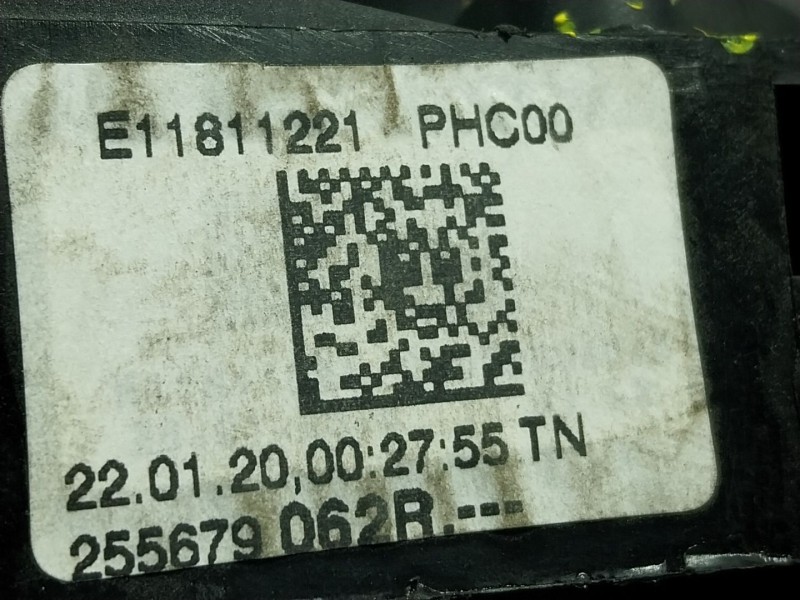 E11811221 PHC00
22.01.20,00:27:55 TN
255679 062R.---